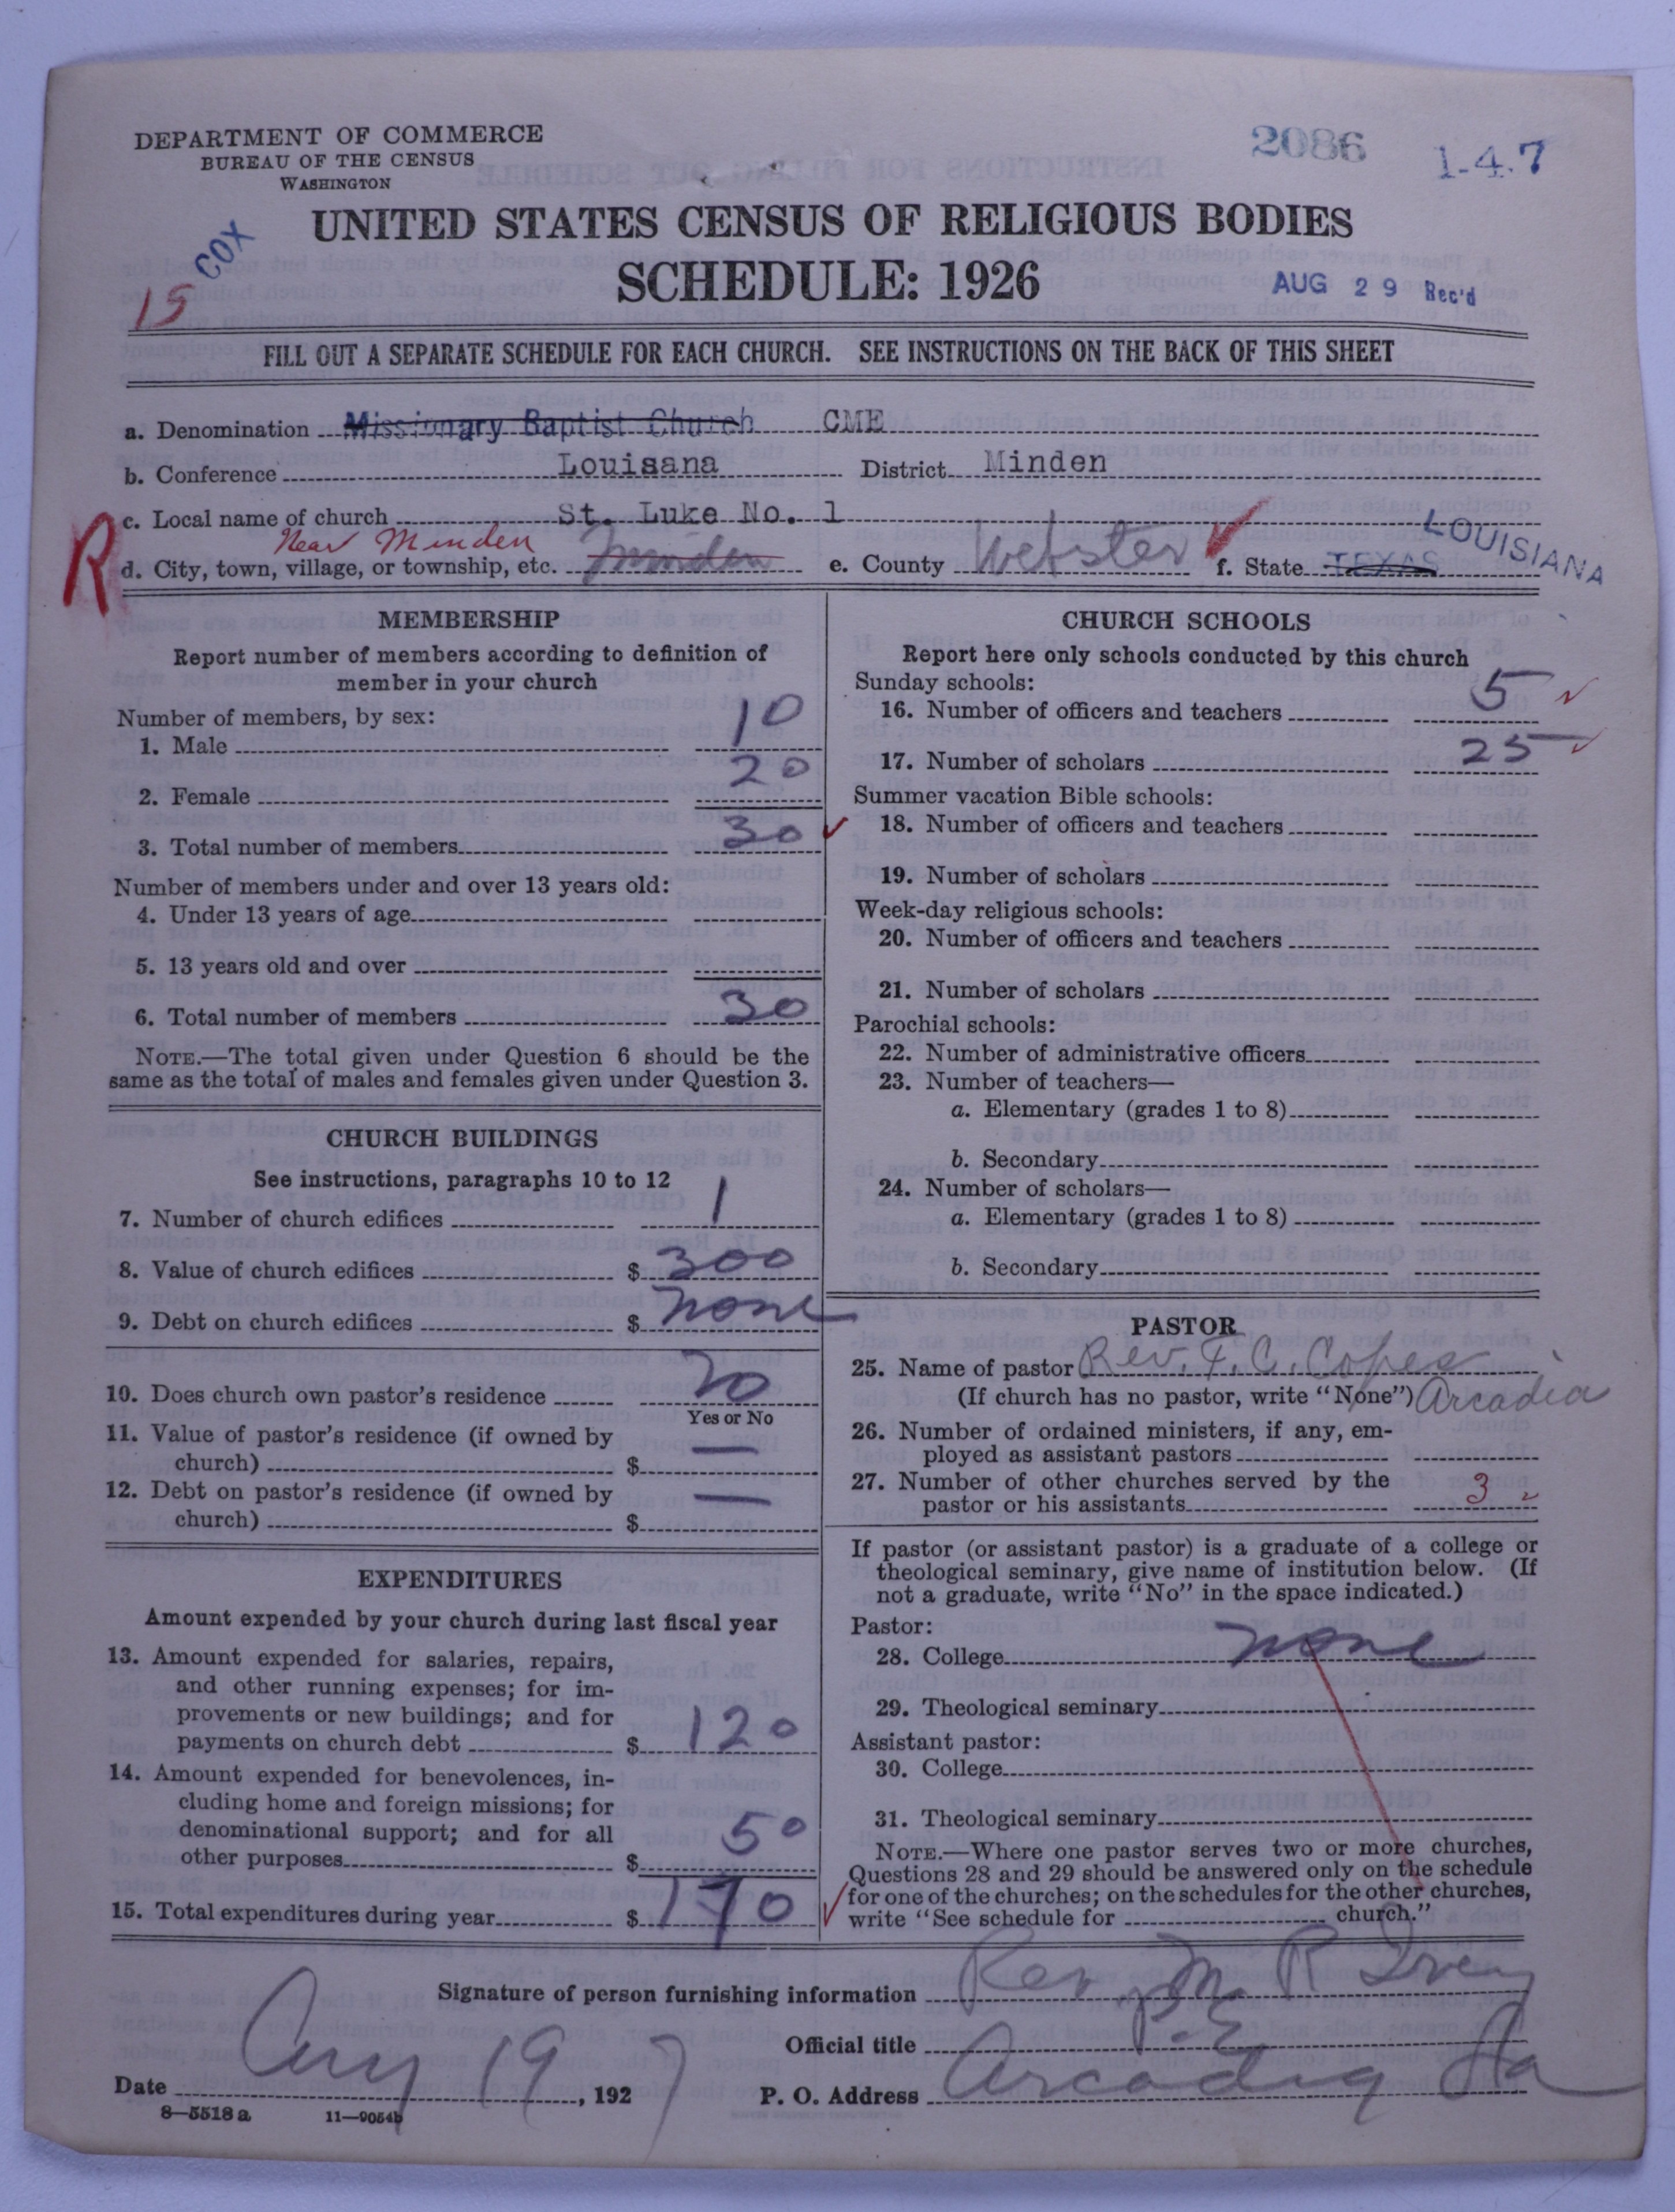 DEPARTMENT OF COMMERCE
BUREAU OF THE CENSUS
WASHINGTON
2086
1-4-7
COX
15
UNITED STATES CENSUS OF RELIGIOUS BODIES
SCHEDULE: 1926
AUG 29 Rec'd
FILL OUT A SEPARATE SCHEDULE FOR EACH CHURCH. SEE INSTRUCTIONS ON THE BACK OF THIS SHEET
a. Denomination Missionary Baptist Church CME
b. Conference Louisana District Minden
c. Local name of church St. Luke No. 1
R
Near Minden
LOUISIANA
d. City, town, village, or township, etc. Minden e. County Webster f. State TEXAS
MEMBERSHIP
Report number of members according to definition of
member in your church
Number of members, by sex:
1. Male 10
2. Female 20
3. Total number of members 30
Number of members under and over 13 years old:
4. Under 13 years of age
5. 13 years old and over
6. Total number of members 30
NOTE.—The total given under Question 6 should be the
same as the total of males and females given under Question 3.
CHURCH BUILDINGS
See instructions, paragraphs 10 to 12
7. Number of church edifices 1
8. Value of church edifices $ 300
9. Debt on church edifices $ none
10. Does church own pastor's residence no
Yes or No
11. Value of pastor's residence (if owned by
church) $ —
12. Debt on pastor's residence (if owned by
church) $ —
EXPENDITURES
Amount expended by your church during last fiscal year
13. Amount expended for salaries, repairs,
and other running expenses; for im-
provements or new buildings; and for
payments on church debt $ 120
14. Amount expended for benevolences, in-
cluding home and foreign missions; for
denominational support; and for all
other purposes $ 50
15. Total expenditures during year $ 170
CHURCH SCHOOLS
Report here only schools conducted by this church
Sunday schools:
16. Number of officers and teachers 5
17. Number of scholars 25
Summer vacation Bible schools:
18. Number of officers and teachers
19. Number of scholars
Week-day religious schools:
20. Number of officers and teachers
21. Number of scholars
Parochial schools:
22. Number of administrative officers
23. Number of teachers—
a. Elementary (grades 1 to 8)
b. Secondary
24. Number of scholars—
a. Elementary (grades 1 to 8)
b. Secondary
PASTOR
25. Name of pastor Rev. F. C. Copes
(If church has no pastor, write "None") Arcadia
26. Number of ordained ministers, if any, em-
ployed as assistant pastors
27. Number of other churches served by the
pastor or his assistants 3
If pastor (or assistant pastor) is a graduate of a college or
theological seminary, give name of institution below. (If
not a graduate, write "No" in the space indicated.)
Pastor:
28. College none
29. Theological seminary
Assistant pastor:
30. College
31. Theological seminary
NOTE.—Where one pastor serves two or more churches,
Questions 28 and 29 should be answered only on the schedule
for one of the churches; on the schedules for the other churches,
write "See schedule for church."
Signature of person furnishing information Rev. M R Ivery
Official title P. E.
Date Aug 19, 1927 P. O. Address Arcadia La
8—5518 a 11—9054b